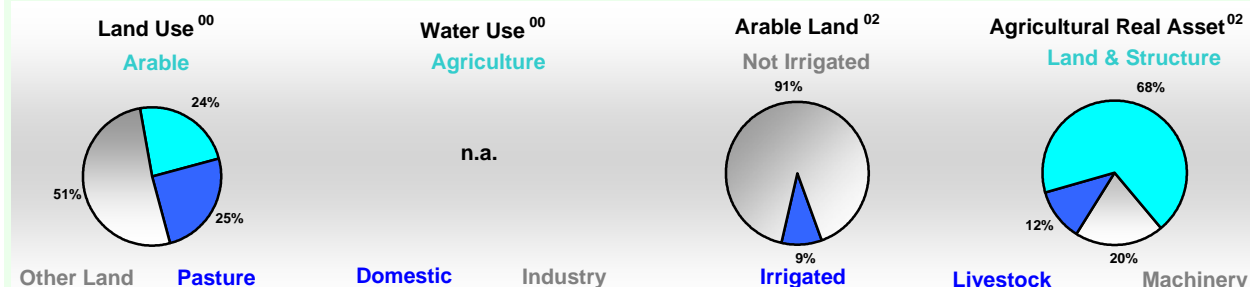 Land Use 00
Arable
24%
51%
25%
Other Land Pasture
Water Use 00
Agriculture
n.a.
Domestic Industry
Arable Land 02
Not Irrigated
91%
9%
Irrigated
Agricultural Real Asset 02
Land & Structure
68%
12%
20%
Livestock Machinery